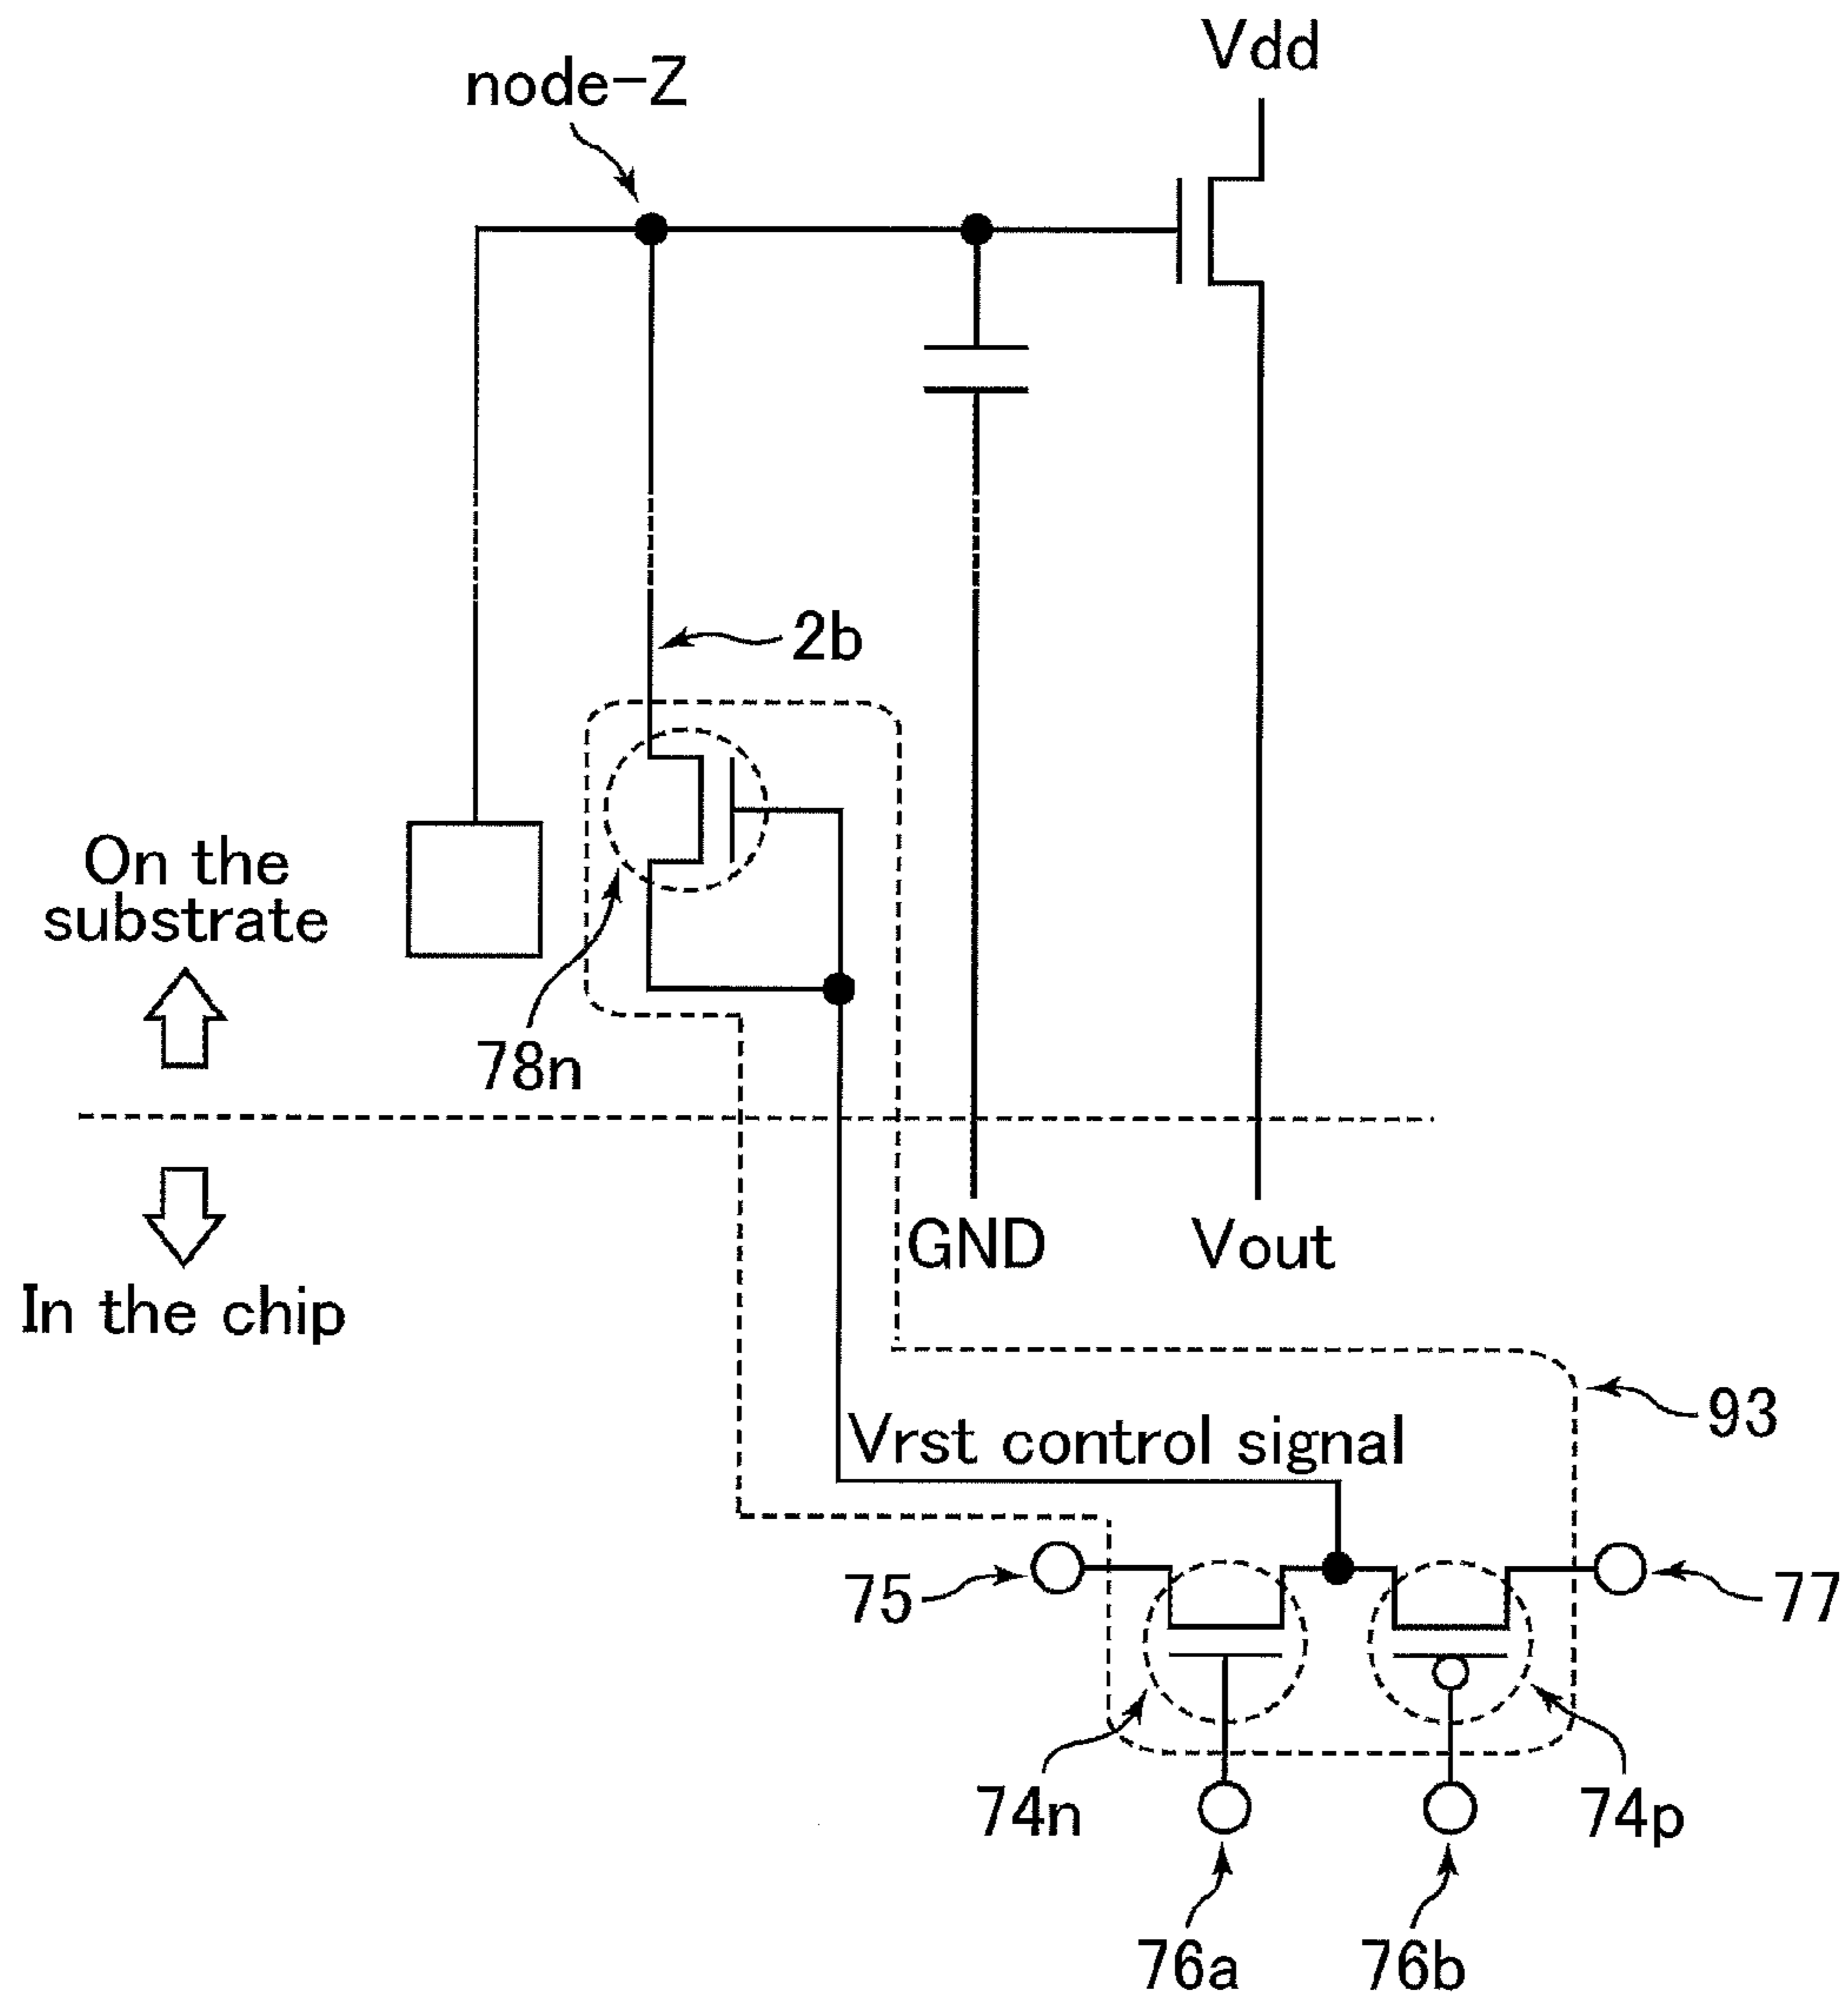 Vdd
node-Z
2b
On the
substrate
78n
GND
Vout
In the chip
93
Vrst control signal
75
77
74n
74p
76a
76b